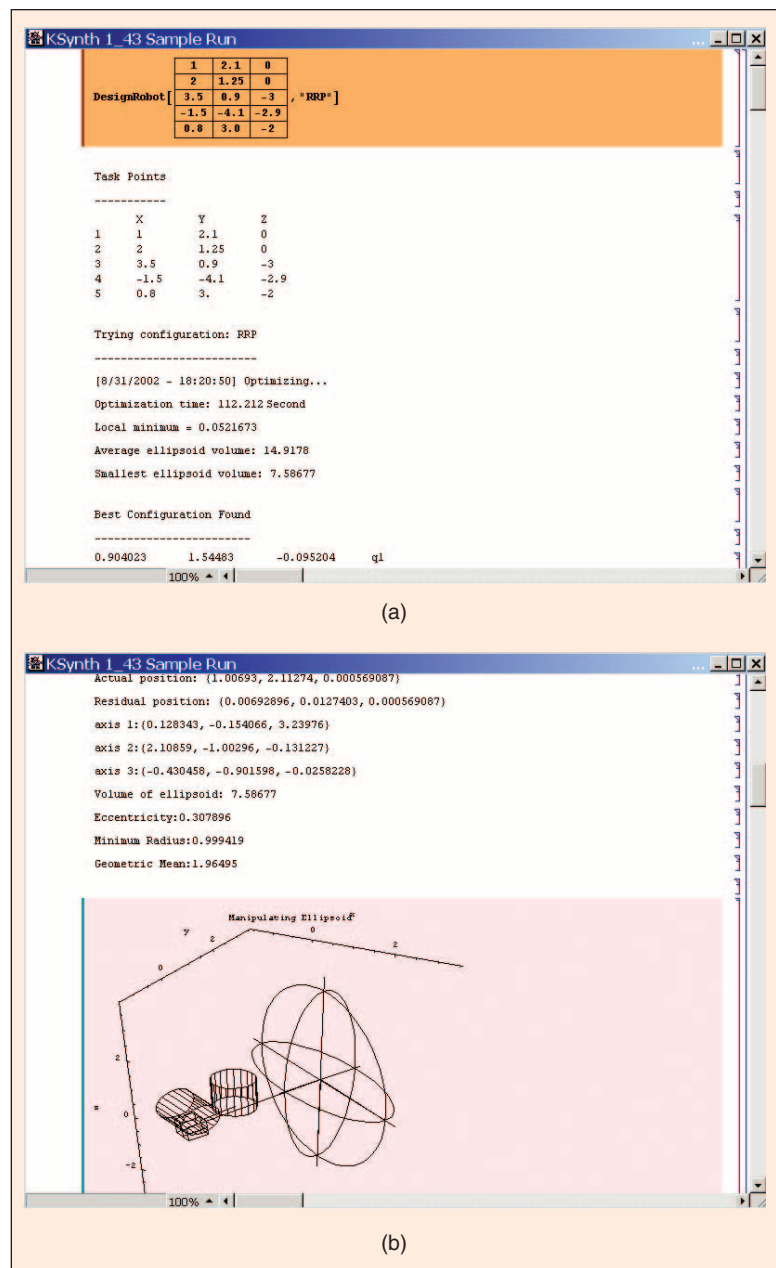 KSynth 1_43 Sample Run ...
1 2.1 0
2 1.25 0
DesignRobot[ 3.5 0.9 -3 ,"RRP"]
-1.5 -4.1 -2.9
0.8 3.0 -2
Task Points
-----------
X Y Z
1 1 2.1 0
2 2 1.25 0
3 3.5 0.9 -3
4 -1.5 -4.1 -2.9
5 0.8 3. -2
Trying configuration: RRP
-------------------------
[8/31/2002 - 18:20:50] Optimizing...
Optimization time: 112.212 Second
Local minimum = 0.0521673
Average ellipsoid volume: 14.9178
Smallest ellipsoid volume: 7.58677
Best Configuration Found
------------------------
0.904023 1.54483 -0.095204 q1
100%
(a)
KSynth 1_43 Sample Run ...
Actual position: {1.00693, 2.11274, 0.000569087}
Residual position: {0.00692896, 0.0127403, 0.000569087}
axis 1:{0.128343, -0.154066, 3.23976}
axis 2:{2.10859, -1.00296, -0.131227}
axis 3:{-0.430458, -0.901598, -0.0258228}
Volume of ellipsoid: 7.58677
Eccentricity:0.307896
Minimum Radius:0.999419
Geometric Mean:1.96495
Manipulating Ellipsoid
y 2 0 2
0
2
0
-2
100%
(b)